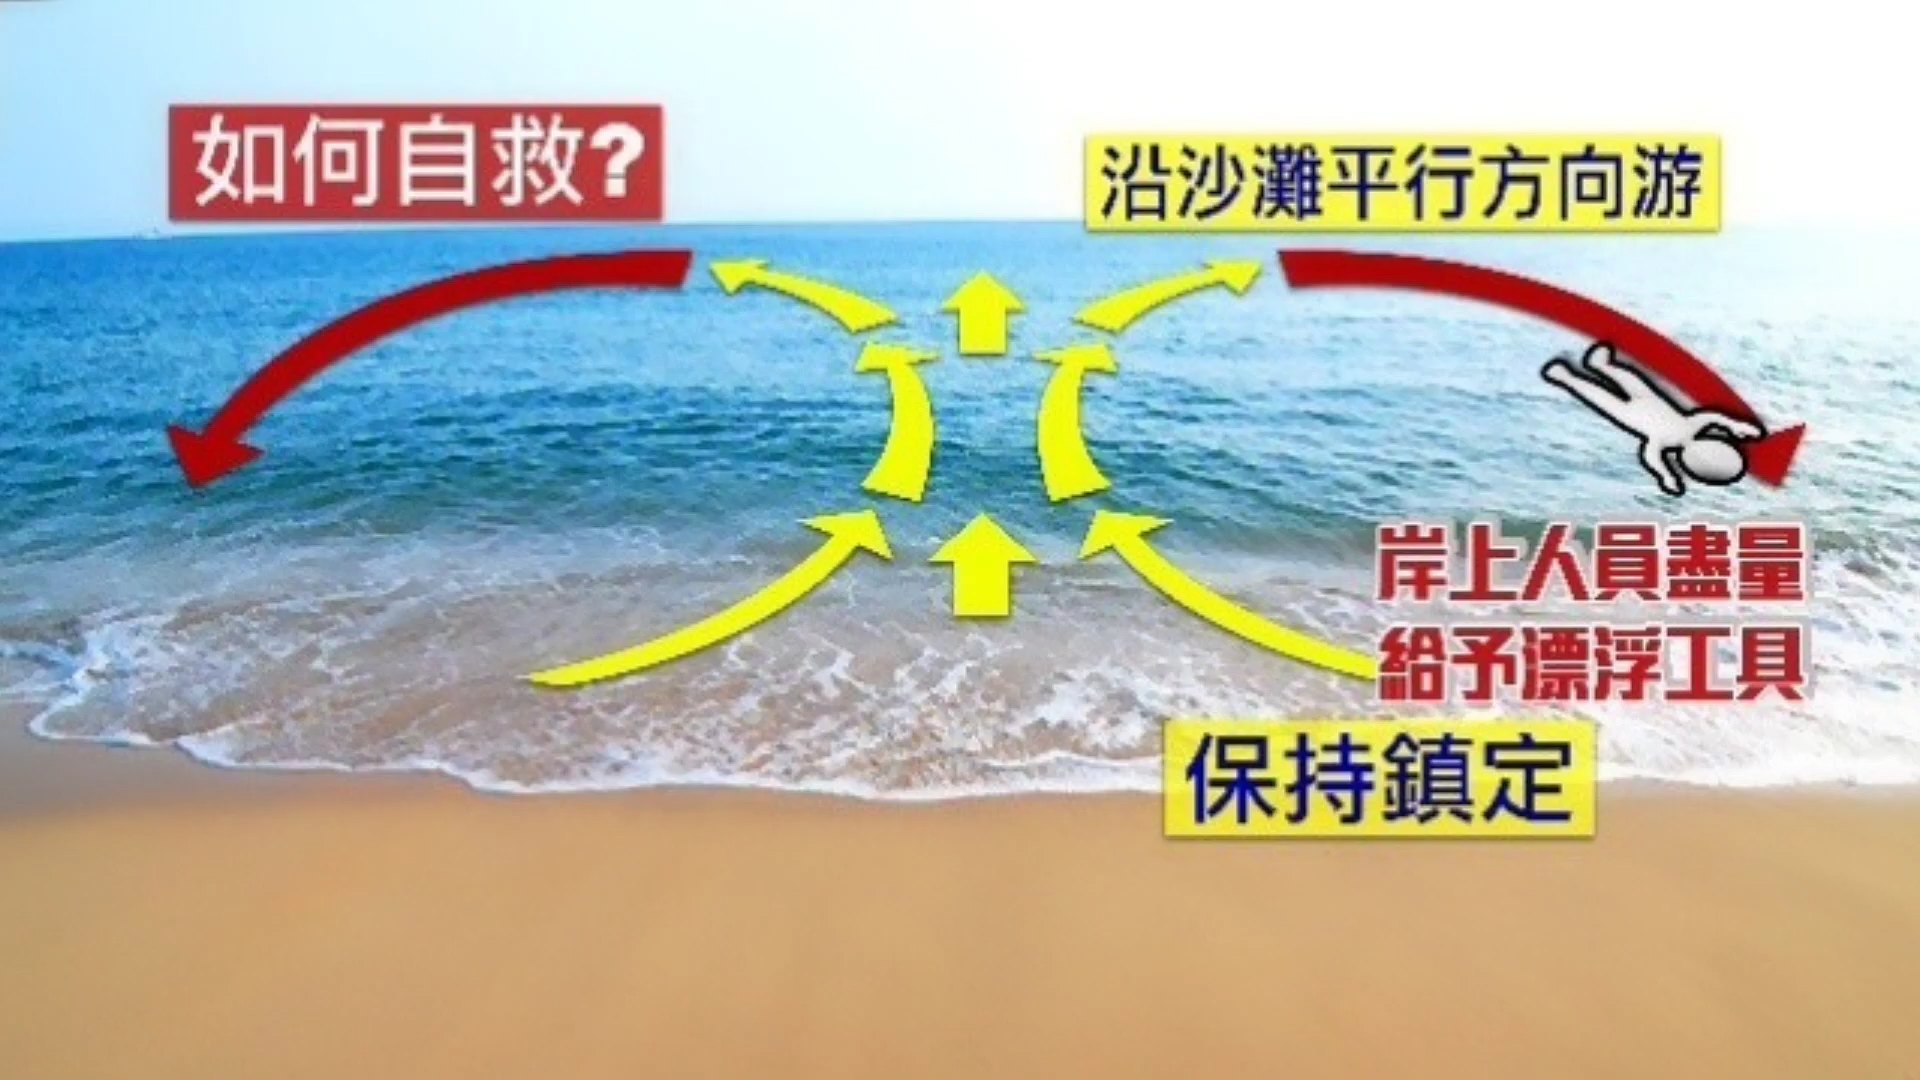 如何自救?
沿沙灘平行方向游
岸上人員盡量
給予漂浮工具
保持鎮定